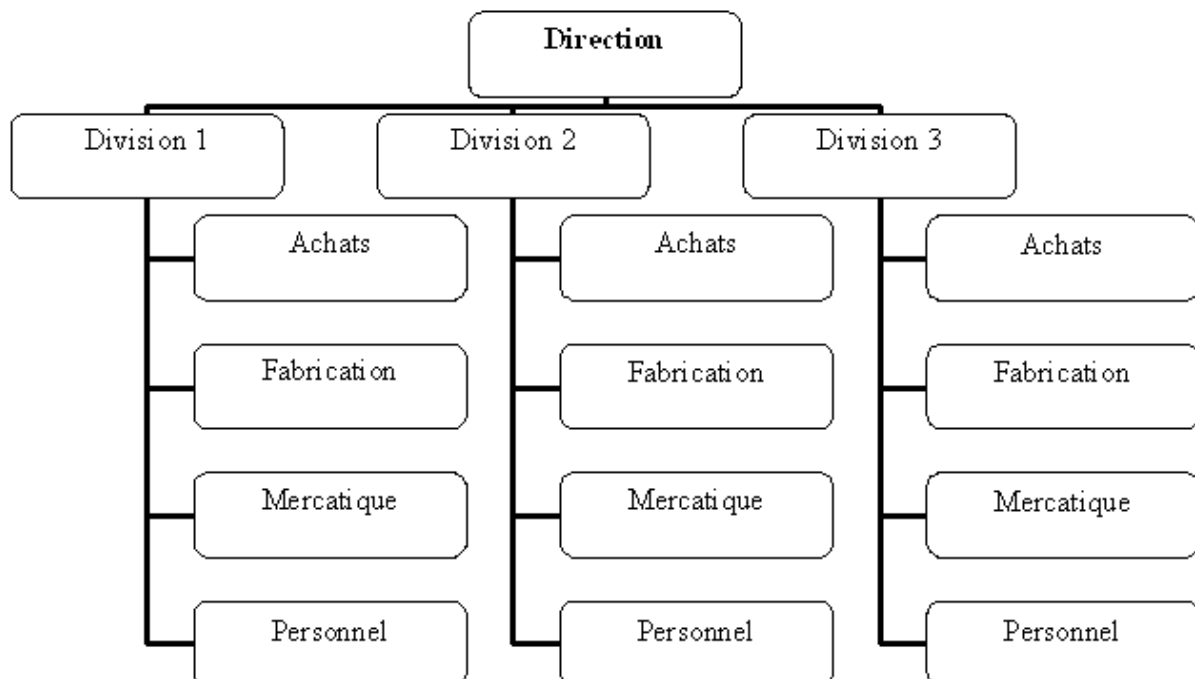 Direction
Division 1
Division 2
Division 3
Achats
Achats
Achats
Fabrication
Fabrication
Fabrication
Mercatique
Mercatique
Mercatique
Personnel
Personnel
Personnel